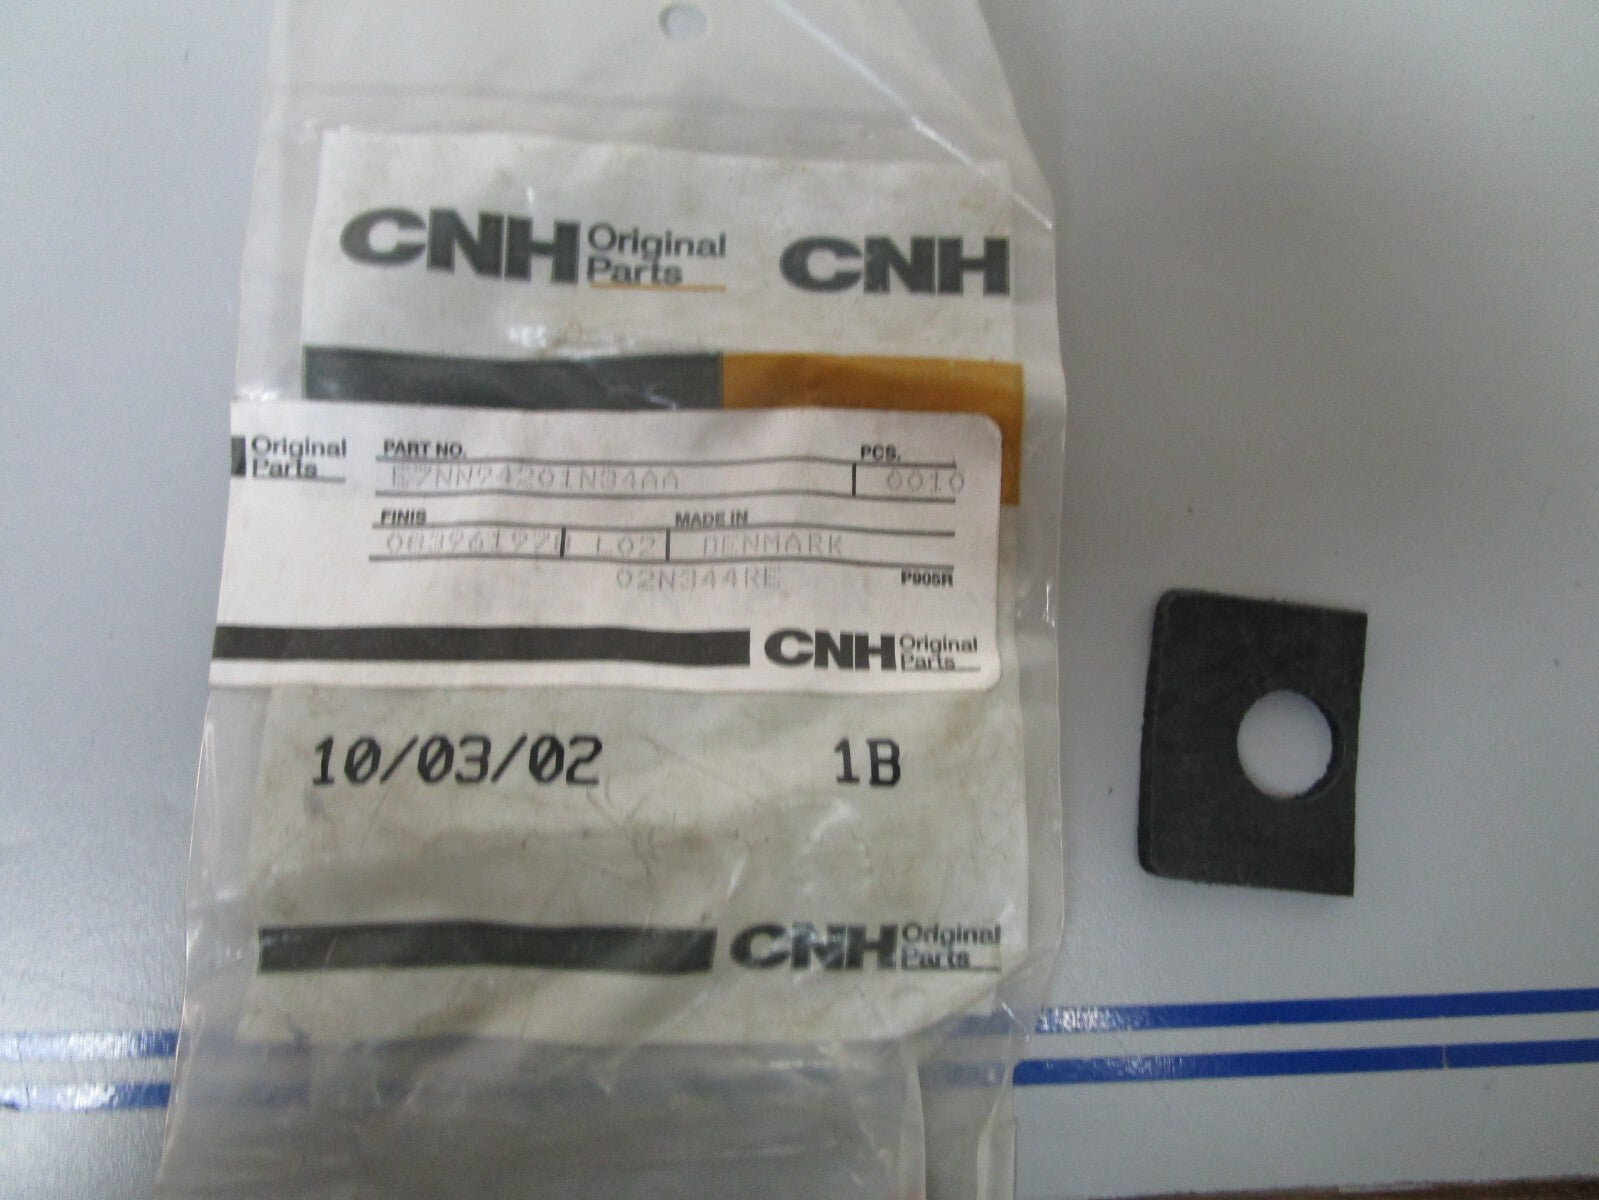 CNH Original Parts CNH
Original Parts
PART NO. PCS.
E7NN94201N34AA 0010
FINIS MADE IN
L02 DENMARK
02N344RE P905R
CNH Original Parts
10/03/02 1B
CNH Original Parts